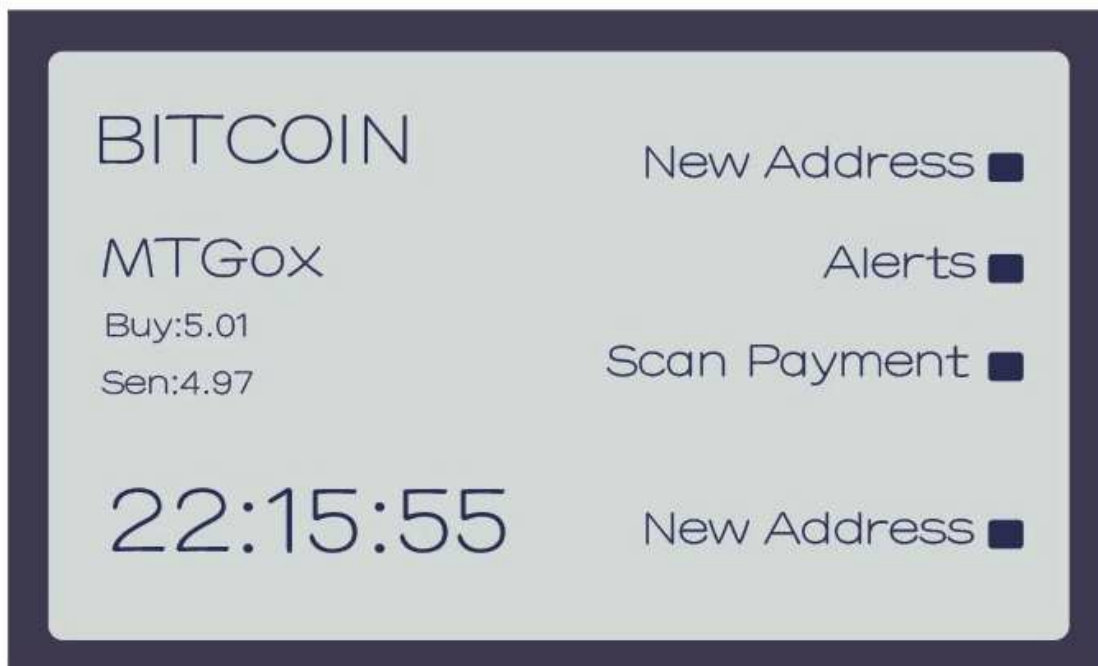 BITCOIN
New Address
MTGox
Alerts
Buy:5.01
Sen:4.97
Scan Payment
22:15:55
New Address